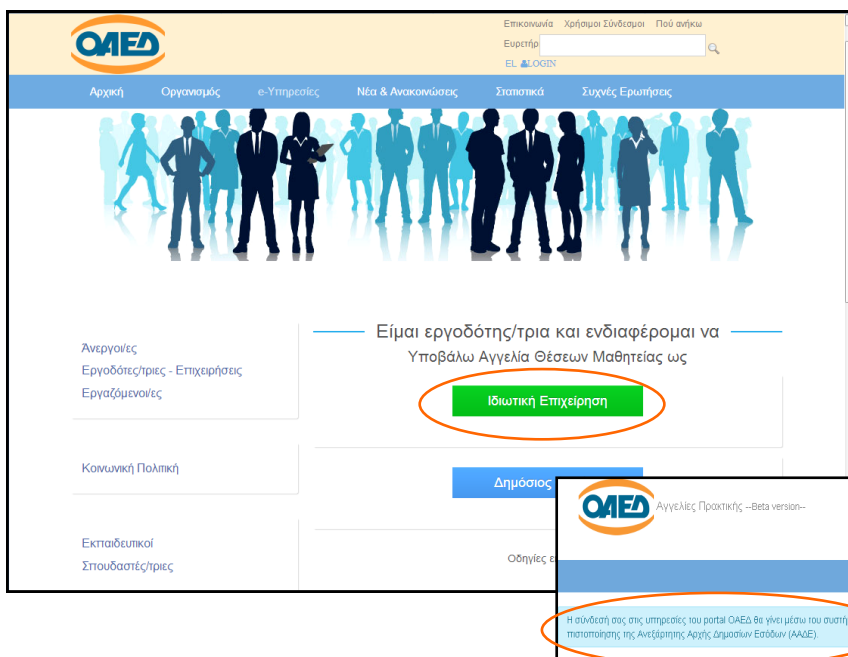 ΟΑΕΔ
Επικοινωνία Χρήσιμοι Σύνδεσμοι Πού ανήκω
Ευρετήρ
EL LOGIN
Αρχική Οργανισμός e-Υπηρεσίες Νέα & Ανακοινώσεις Στατιστικά Συχνές Ερωτήσεις
Είμαι εργοδότης/τρια και ενδιαφέρομαι να
Υποβάλω Αγγελία Θέσεων Μαθητείας ως
Άνεργοι/ες
Εργοδότες/τριες - Επιχειρήσεις
Εργαζόμενοι/ες
Ιδιωτική Επιχείρηση
Κοινωνική Πολιτική
Δημόσιος
Εκπαιδευτικοί
Σπουδαστές/τριες
Οδηγίες
ΟΑΕΔ
Αγγελίες Πρακτικής --Beta version--
Η σύνδεσή σας στις υπηρεσίες του portal ΟΑΕΔ θα γίνει μέσω του συστή
πιστοποίησης της Ανεξάρτητης Αρχής Δημοσίων Εσόδων (ΑΑΔΕ).